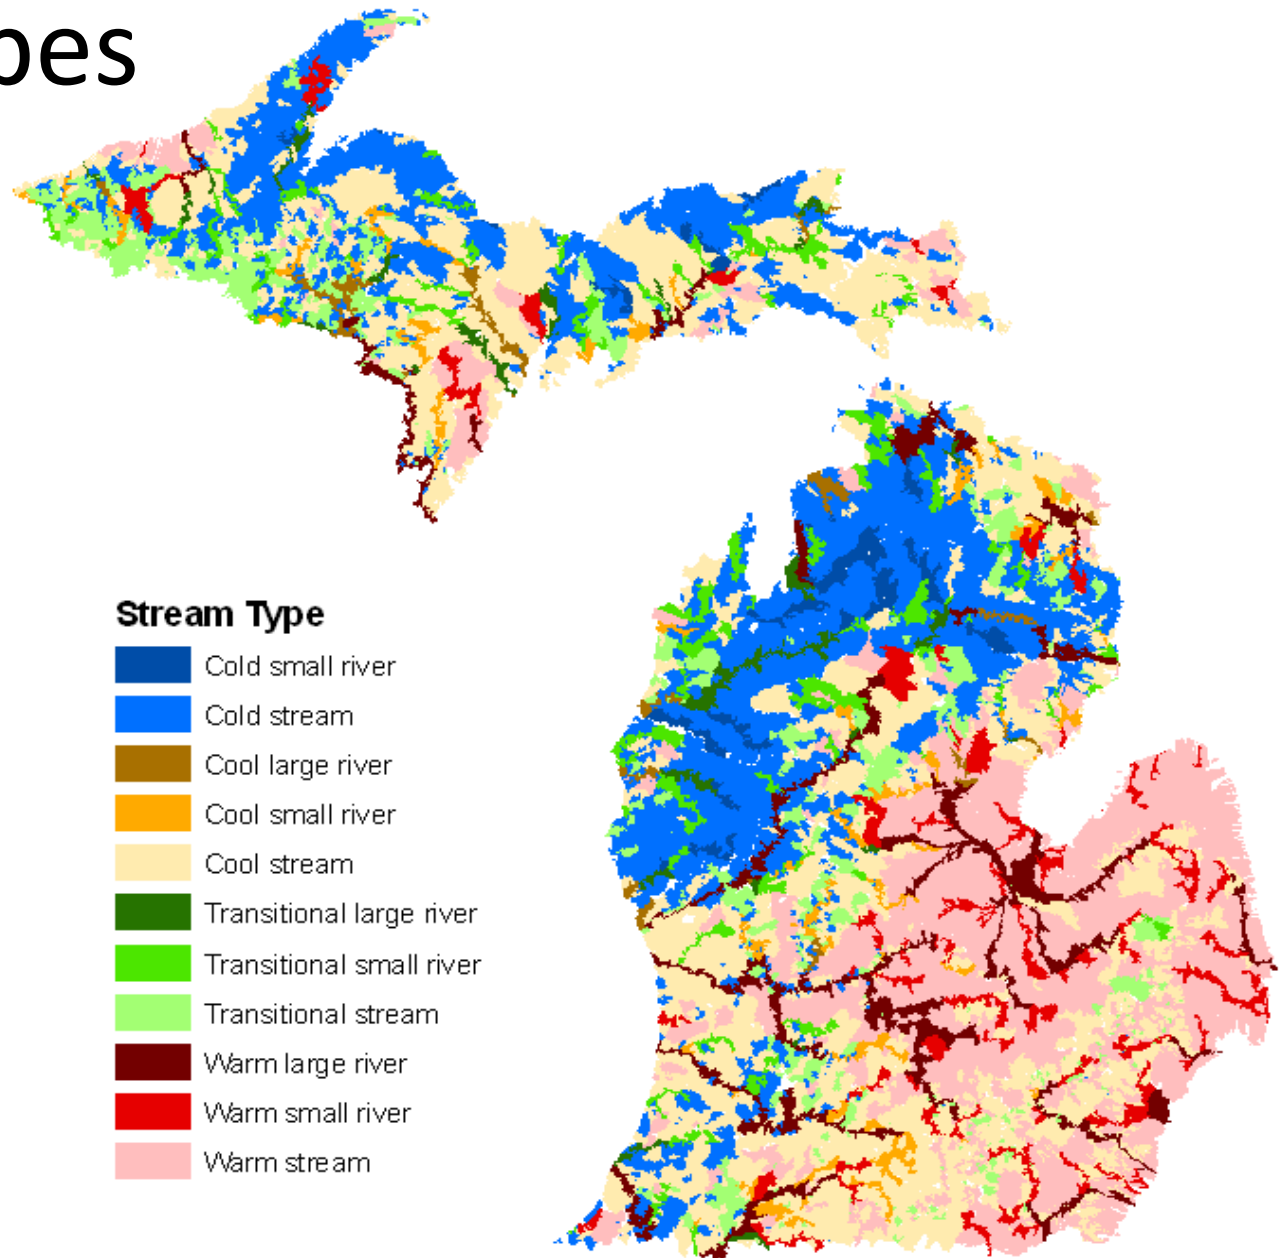 pes
Stream Type
Cold small river
Cold stream
Cool large river
Cool small river
Cool stream
Transitional large river
Transitional small river
Transitional stream
Warm large river
Warm small river
Warm stream